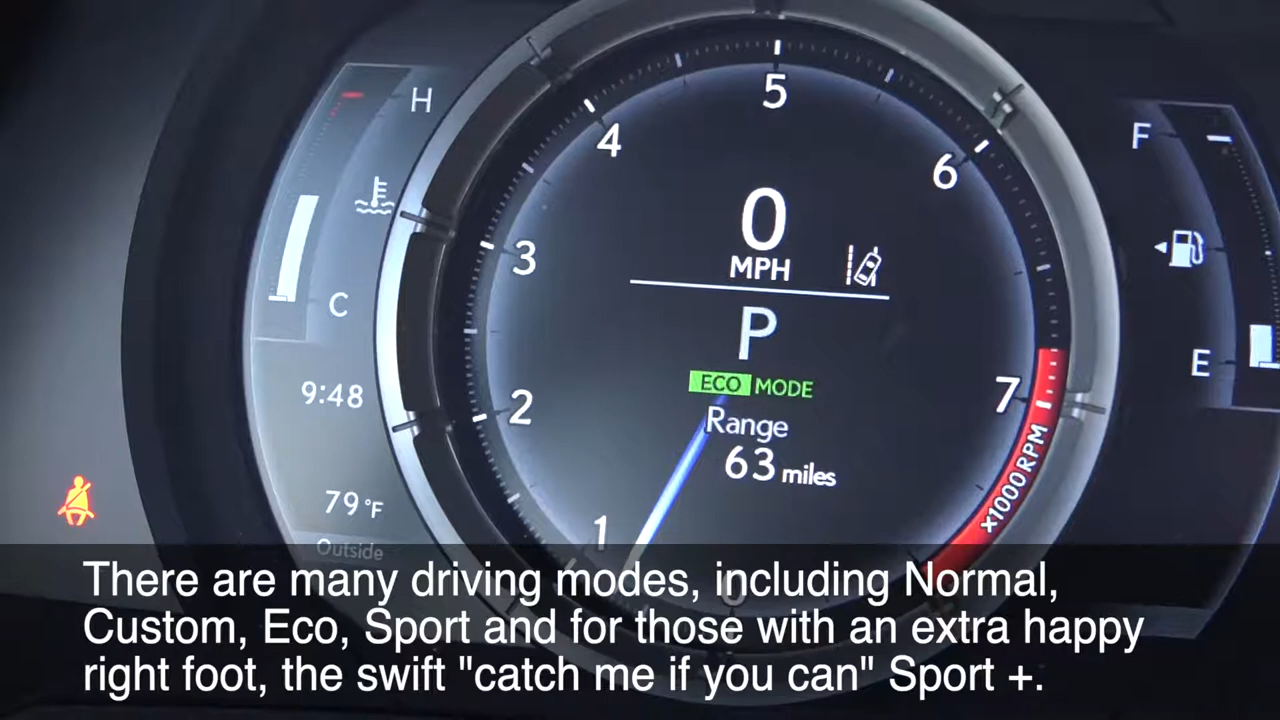 H
C
9:48
79°F
Outside
0
1
2
3
4
5
6
7
x1000RPM
0
MPH
P
ECO MODE
Range
63 miles
F
E
There are many driving modes, including Normal,
Custom, Eco, Sport and for those with an extra happy
right foot, the swift "catch me if you can" Sport +.